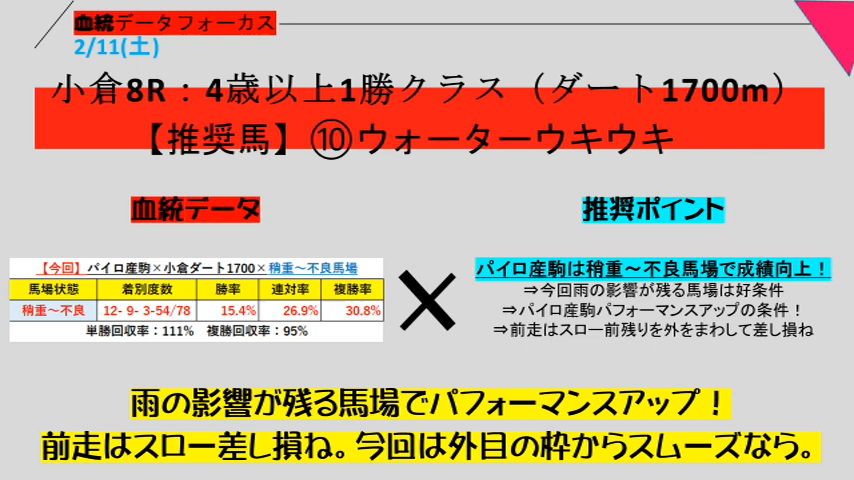 血統データフォーカス
2/11(土)
小倉8R：4歳以上1勝クラス（ダート1700m）
【推奨馬】⑩ウォーターウキウキ
血統データ
推奨ポイント
【今回】パイロ産駒×小倉ダート1700×稍重～不良馬場
馬場状態 着別度数 勝率 連対率 複勝率
稍重～不良 12- 9- 3-54/78 15.4% 26.9% 30.8%
単勝回収率：111% 複勝回収率：95%
×
パイロ産駒は稍重～不良馬場で成績向上！
⇒今回雨の影響が残る馬場は好条件
⇒パイロ産駒パフォーマンスアップの条件！
⇒前走はスロー前残りを外をまわして差し損ね
雨の影響が残る馬場でパフォーマンスアップ！
前走はスロー差し損ね。今回は外目の枠からスムーズなら。